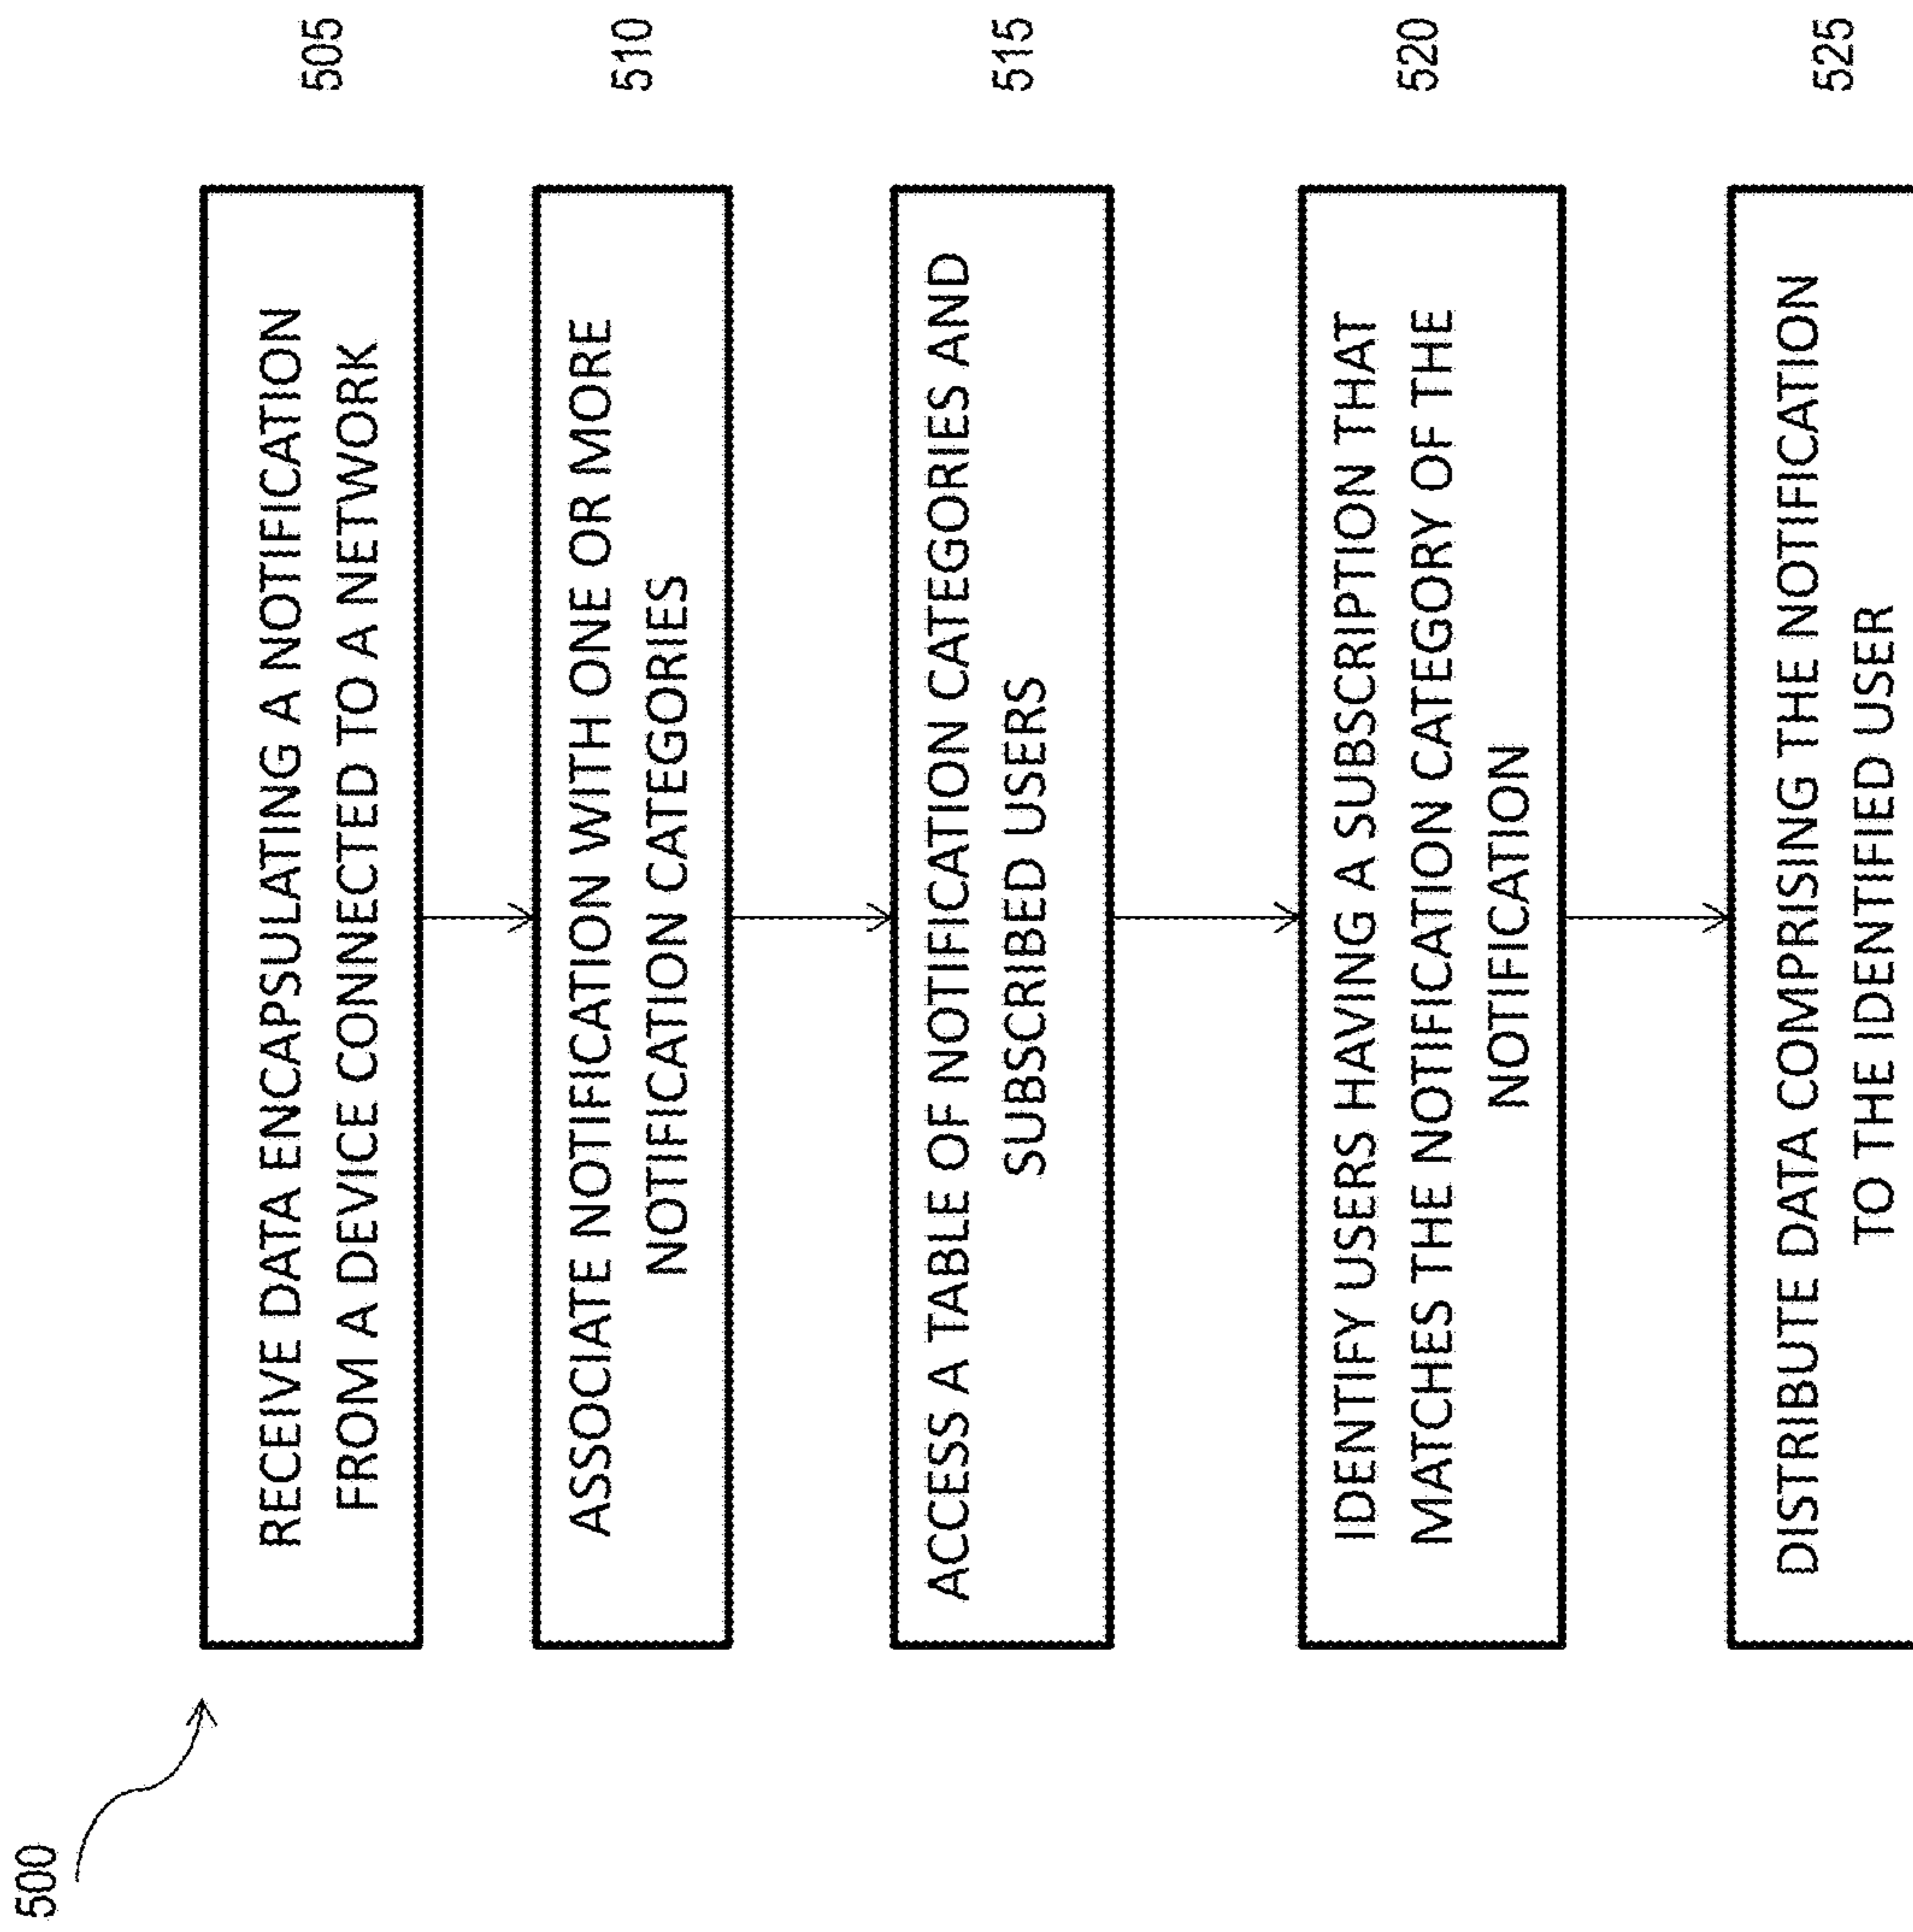 500
RECEIVE DATA ENCAPSULATING A NOTIFICATION
FROM A DEVICE CONNECTED TO A NETWORK
505
ASSOCIATE NOTIFICATION WITH ONE OR MORE
NOTIFICATION CATEGORIES
510
ACCESS A TABLE OF NOTIFICATION CATEGORIES AND
SUBSCRIBED USERS
515
IDENTIFY USERS HAVING A SUBSCRIPTION THAT
MATCHES THE NOTIFICATION CATEGORY OF THE
NOTIFICATION
520
DISTRIBUTE DATA COMPRISING THE NOTIFICATION
TO THE IDENTIFIED USER
525